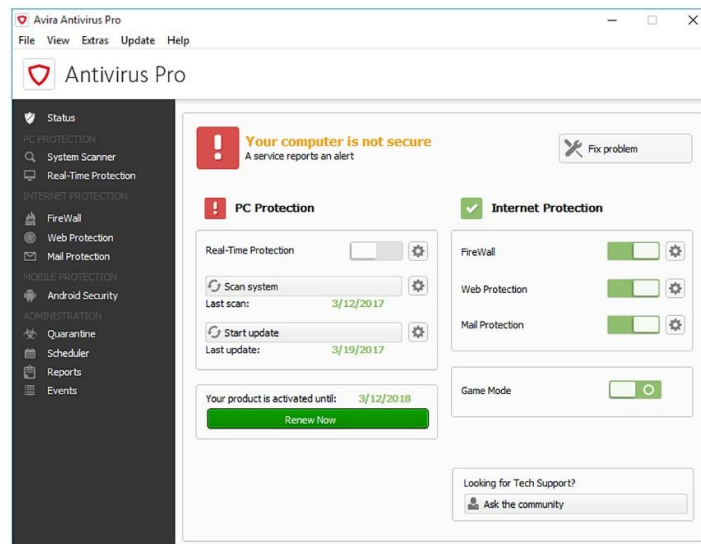 Avira Antivirus Pro
File View Extras Update Help
Antivirus Pro
Status
PC PROTECTION
System Scanner
Real-Time Protection
INTERNET PROTECTION
FireWall
Web Protection
Mail Protection
MOBILE PROTECTION
Android Security
ADMINISTRATION
Quarantine
Scheduler
Reports
Events
Your computer is not secure
A service reports an alert
Fix problem
PC Protection
Real-Time Protection
Scan system
Last scan: 3/12/2017
Start update
Last update: 3/19/2017
Your product is activated until: 3/12/2018
Renew Now
Internet Protection
FireWall
Web Protection
Mail Protection
Game Mode
Looking for Tech Support?
Ask the community